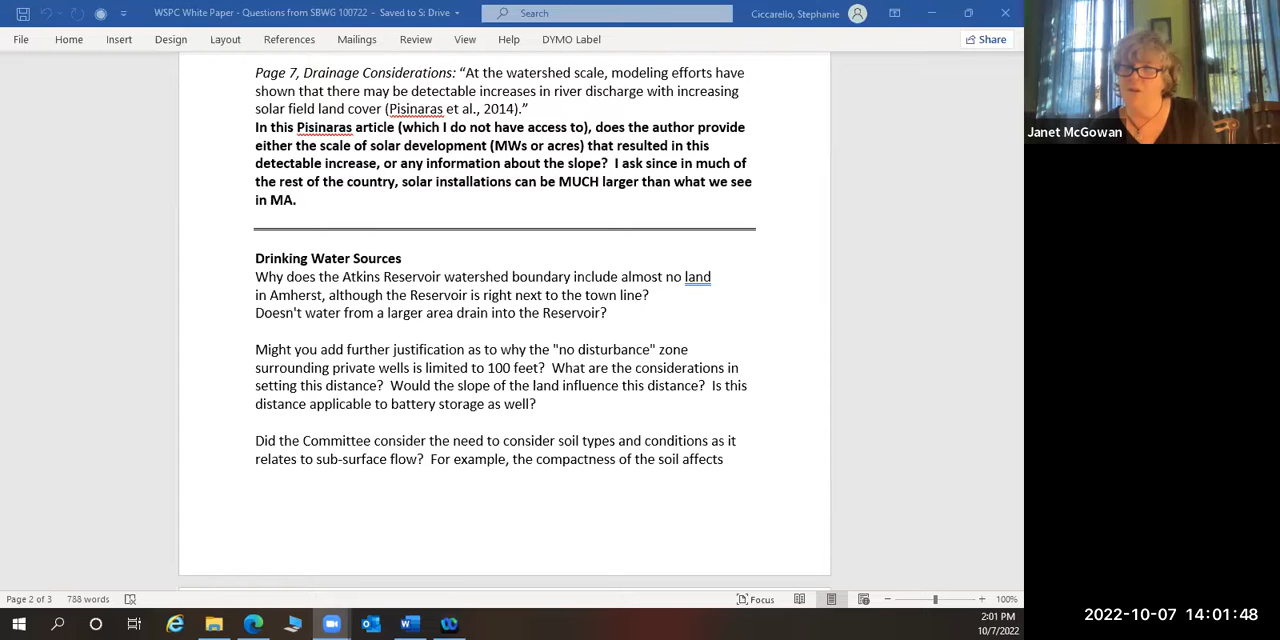 WSPC White Paper - Questions from SBWG 100722 – Saved to S: Drive
Search
Ciccarello, Stephanie
File Home Insert Design Layout References Mailings Review View Help DYMO Label
Share
Page 7, Drainage Considerations: “At the watershed scale, modeling efforts have
shown that there may be detectable increases in river discharge with increasing
solar field land cover (Pisinaras et al., 2014).”
In this Pisinaras article (which I do not have access to), does the author provide
either the scale of solar development (MWs or acres) that resulted in this
detectable increase, or any information about the slope?  I ask since in much of
the rest of the country, solar installations can be MUCH larger than what we see
in MA.
Drinking Water Sources
Why does the Atkins Reservoir watershed boundary include almost no land
in Amherst, although the Reservoir is right next to the town line?
Doesn't water from a larger area drain into the Reservoir?
Might you add further justification as to why the "no disturbance" zone
surrounding private wells is limited to 100 feet?  What are the considerations in
setting this distance?  Would the slope of the land influence this distance?  Is this
distance applicable to battery storage as well?
Did the Committee consider the need to consider soil types and conditions as it
relates to sub-surface flow?  For example, the compactness of the soil affects
Page 2 of 3 788 words
Focus
100%
2:01 PM
10/7/2022
Janet McGowan
2022-10-07 14:01:48